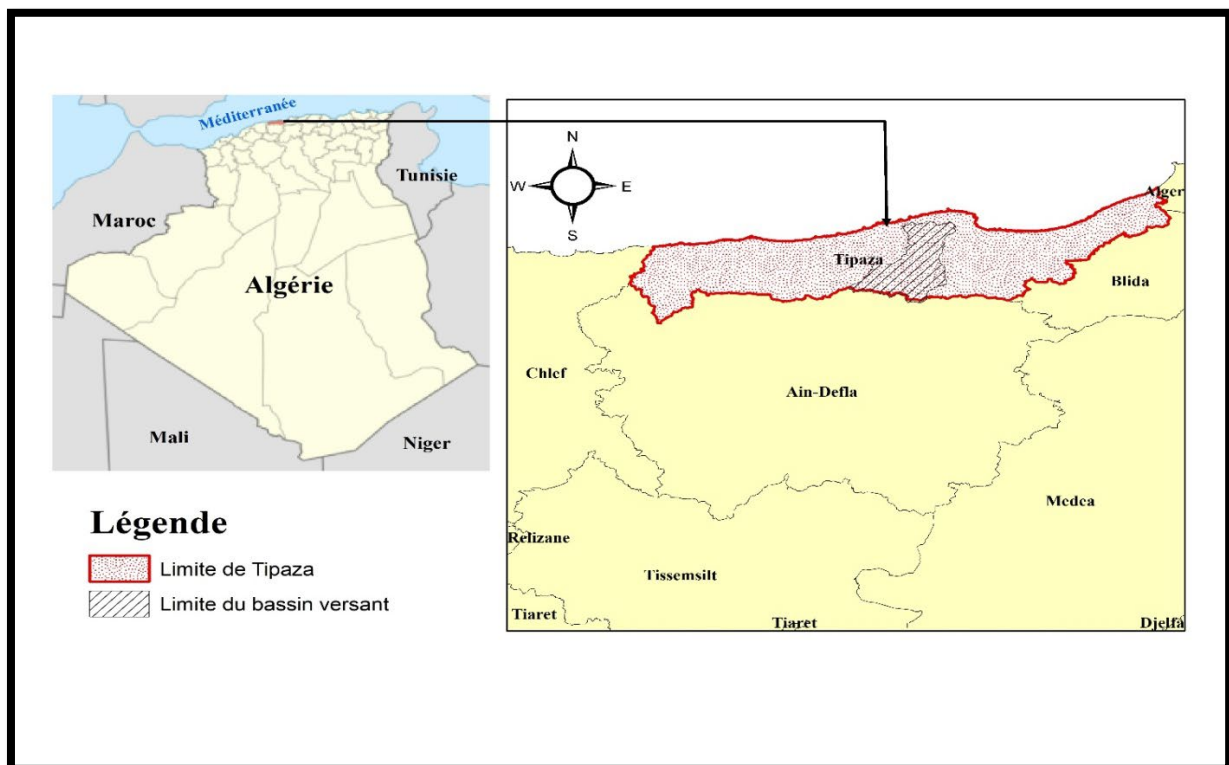 Méditerranée
Tunisie
Maroc
Algérie
Mali
Niger
N
W
E
S
Alger
Tipaza
Blida
Chlef
Ain-Defla
Medea
Relizane
Tissemsilt
Tiaret
Tiaret
Djelfa
Légende
Limite de Tipaza
Limite du bassin versant